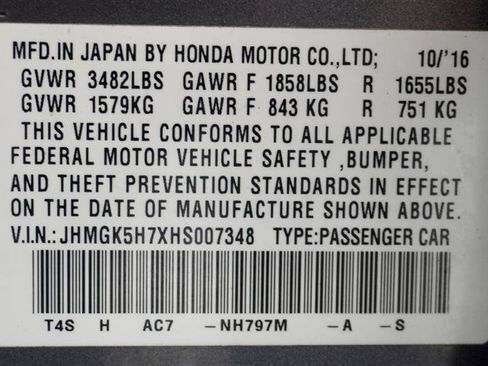 MFD.IN JAPAN BY HONDA MOTOR CO.,LTD; 10/'16
GVWR 3482LBS GAWR F 1858LBS R 1655LBS
GVWR 1579KG GAWR F 843 KG R 751 KG
THIS VEHICLE CONFORMS TO ALL APPLICABLE
FEDERAL MOTOR VEHICLE SAFETY ,BUMPER,
AND THEFT PREVENTION STANDARDS IN EFFECT
ON THE DATE OF MANUFACTURE SHOWN ABOVE.
V.I.N.:JHMGK5H7XHS007348 TYPE:PASSENGER CAR
T4S H AC7 -NH797M -A -S